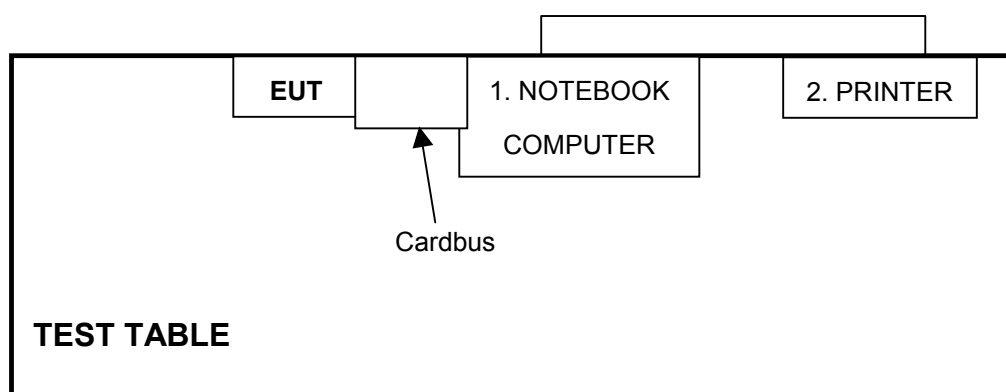 EUT
1. NOTEBOOK
COMPUTER
2. PRINTER
Cardbus
TEST TABLE